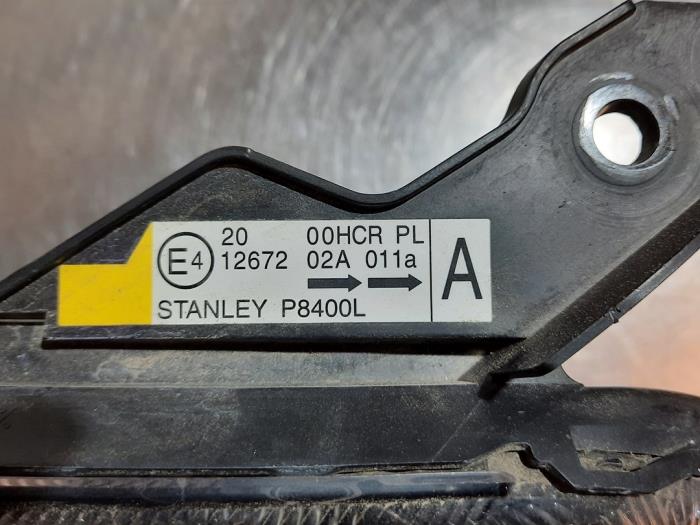 20 00HCR PL
E4 12672 02A 011a
A
STANLEY P8400L